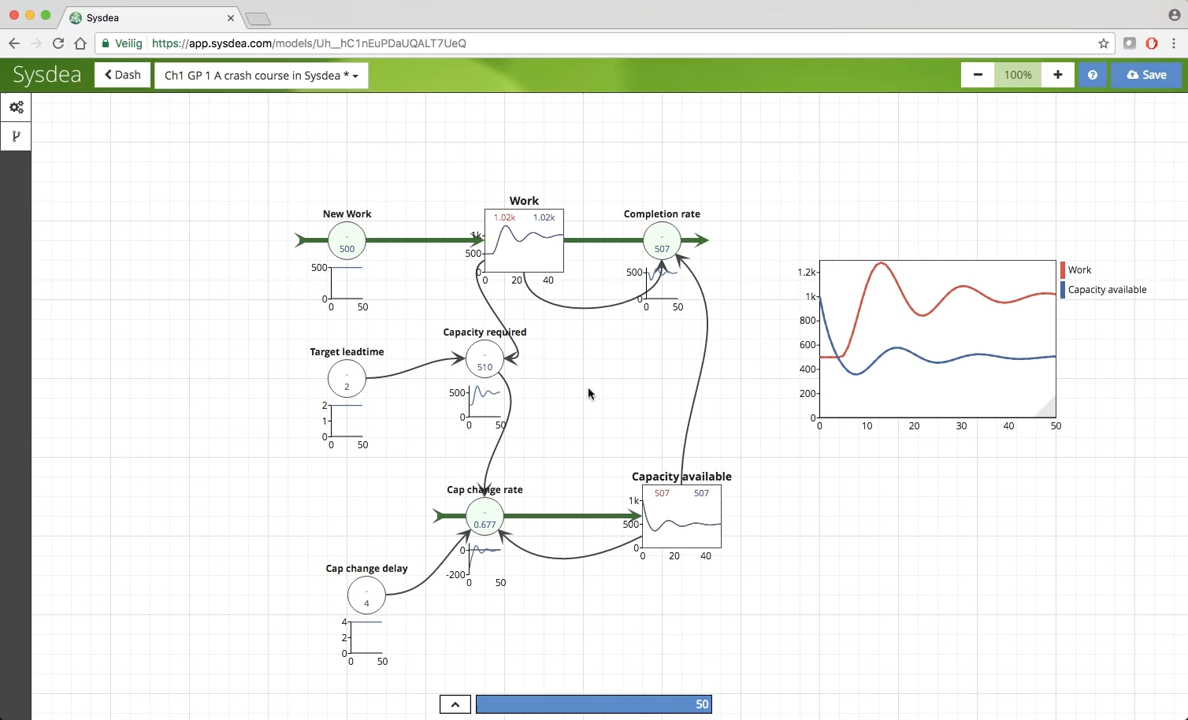 Sysdea
Veilig https://app.sysdea.com/models/Uh__hC1nEuPDaUQALT7UeQ
Sysdea
Dash
Ch1 GP 1 A crash course in Sysdea *
− 100% + ? Save
New Work
-
500
500
0
0 50
Work
1.02k 1.02k
1k
500
0
0 20 40
Completion rate
-
507
500
0
0 50
Capacity required
-
510
500
0
0 50
Target leadtime
-
2
2
1
0
0 50
Cap change rate
-
0.677
0
-200
0 50
Capacity available
507 507
1k
500
0
0 20 40
Cap change delay
-
4
4
2
0
0 50
1.2k
1k
800
600
400
200
0
0 10 20 30 40 50
Work
Capacity available
50